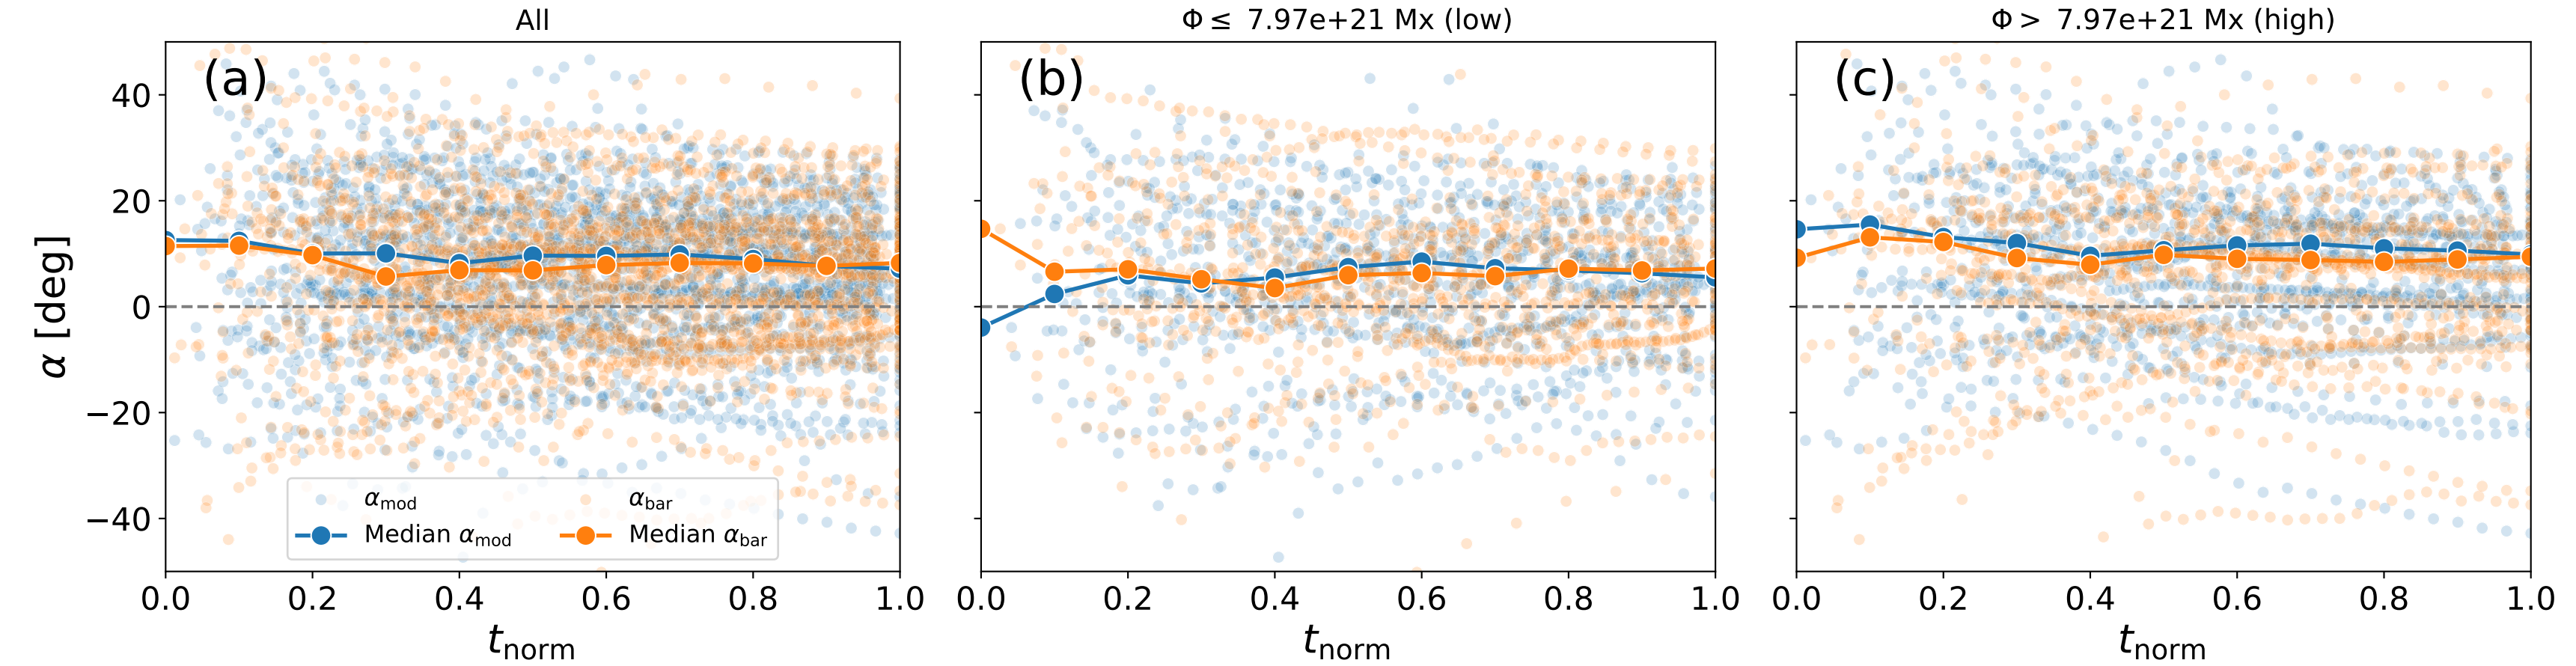 All
Φ ≤ 7.97e+21 Mx (low)
Φ > 7.97e+21 Mx (high)
(a)
(b)
(c)
α [deg]
40
20
0
−20
−40
α_mod
α_bar
Median α_mod
Median α_bar
0.0 0.2 0.4 0.6 0.8 1.0
0.0 0.2 0.4 0.6 0.8 1.0
0.0 0.2 0.4 0.6 0.8 1.0
t_norm
t_norm
t_norm